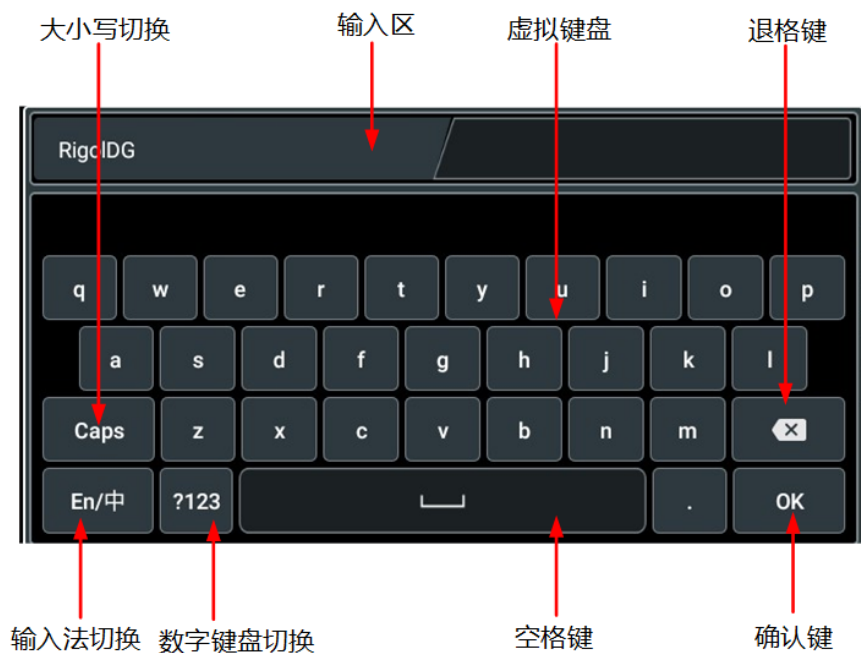 大小写切换 输入区 虚拟键盘 退格键
RigolDG
q w e r t y u i o p
a s d f g h j k l
Caps z x c v b n m
En/中 ?123 . OK
输入法切换 数字键盘切换 空格键 确认键